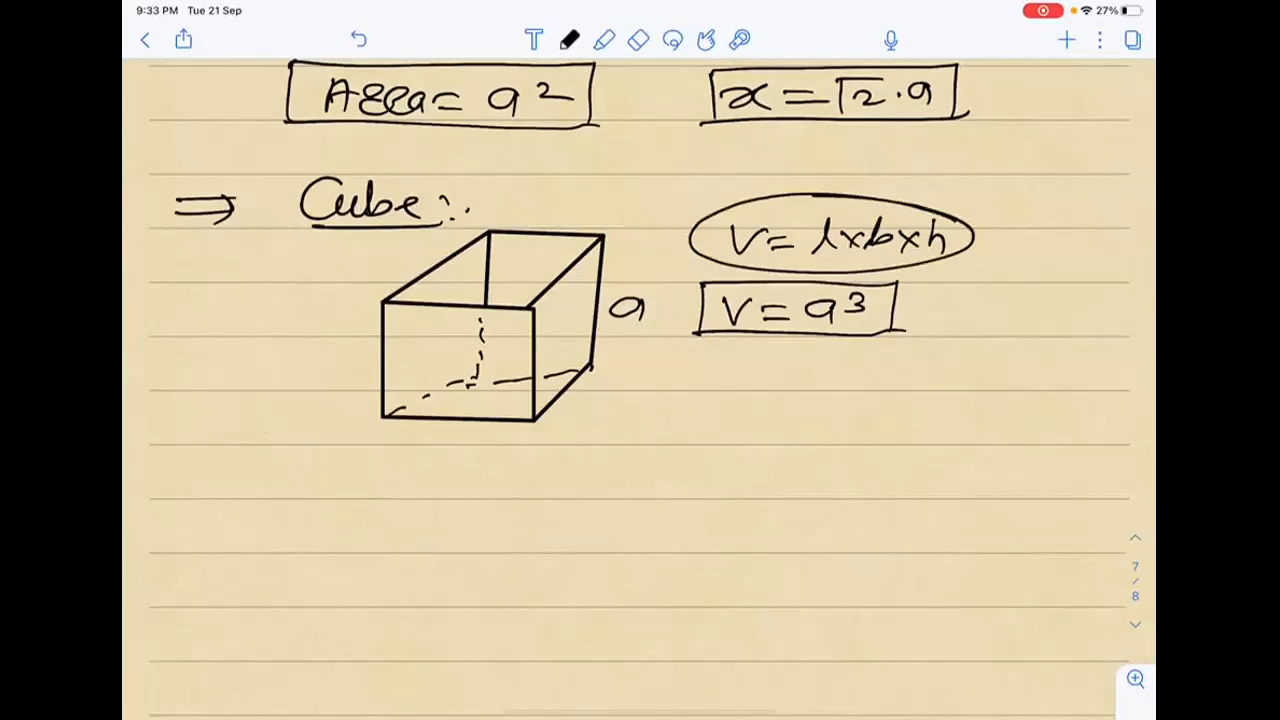 9:33 PM Tue 21 Sep
27%
Area = a² x = √2 · a
⇒ Cube :
V = l×b×h
a
V = a³
7
/
8